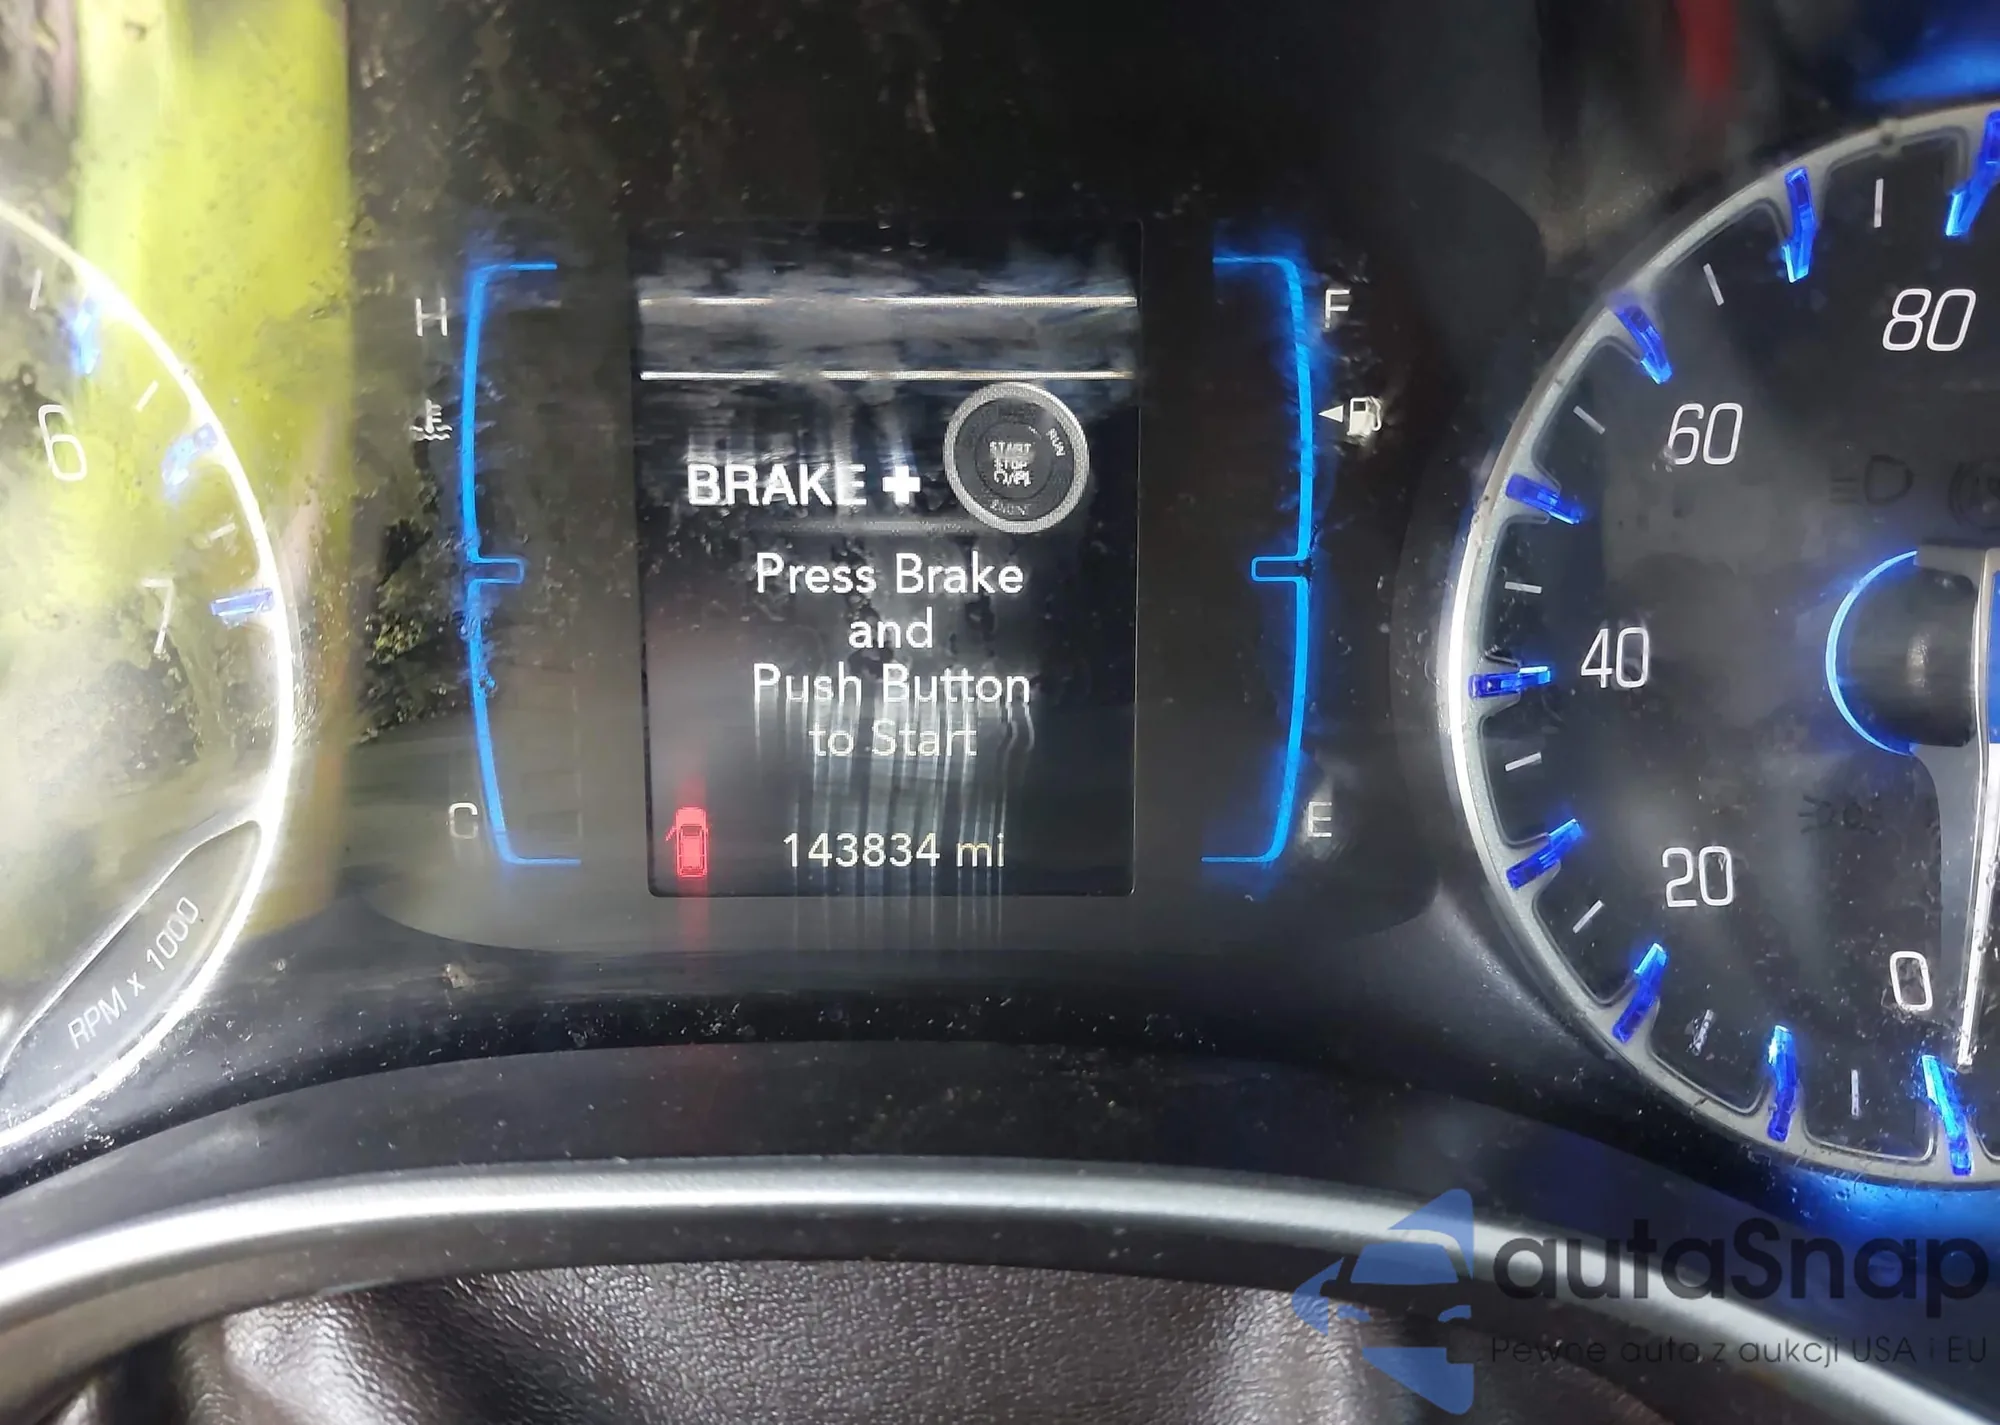 H
F
6
7
C
E
RPM x 1000
BRAKE +
START
STOP
RUN
ENGINE
Press Brake
and
Push Button
to Start
143834 mi
80
60
40
20
0
autaSnap
Pewne auta z aukcji USA i EU